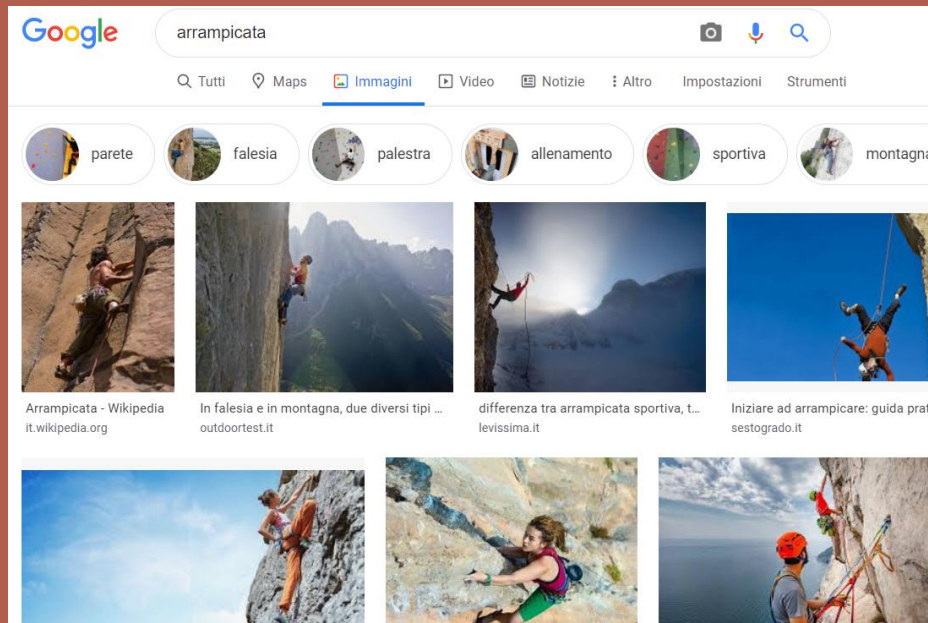 Google
arrampicata
Tutti Maps Immagini Video Notizie Altro Impostazioni Strumenti
parete falesia palestra allenamento sportiva montagna
Arrampicata - Wikipedia
it.wikipedia.org
In falesia e in montagna, due diversi tipi ...
outdoortest.it
differenza tra arrampicata sportiva, t...
levissima.it
Iniziare ad arrampicare: guida prat
sestogrado.it